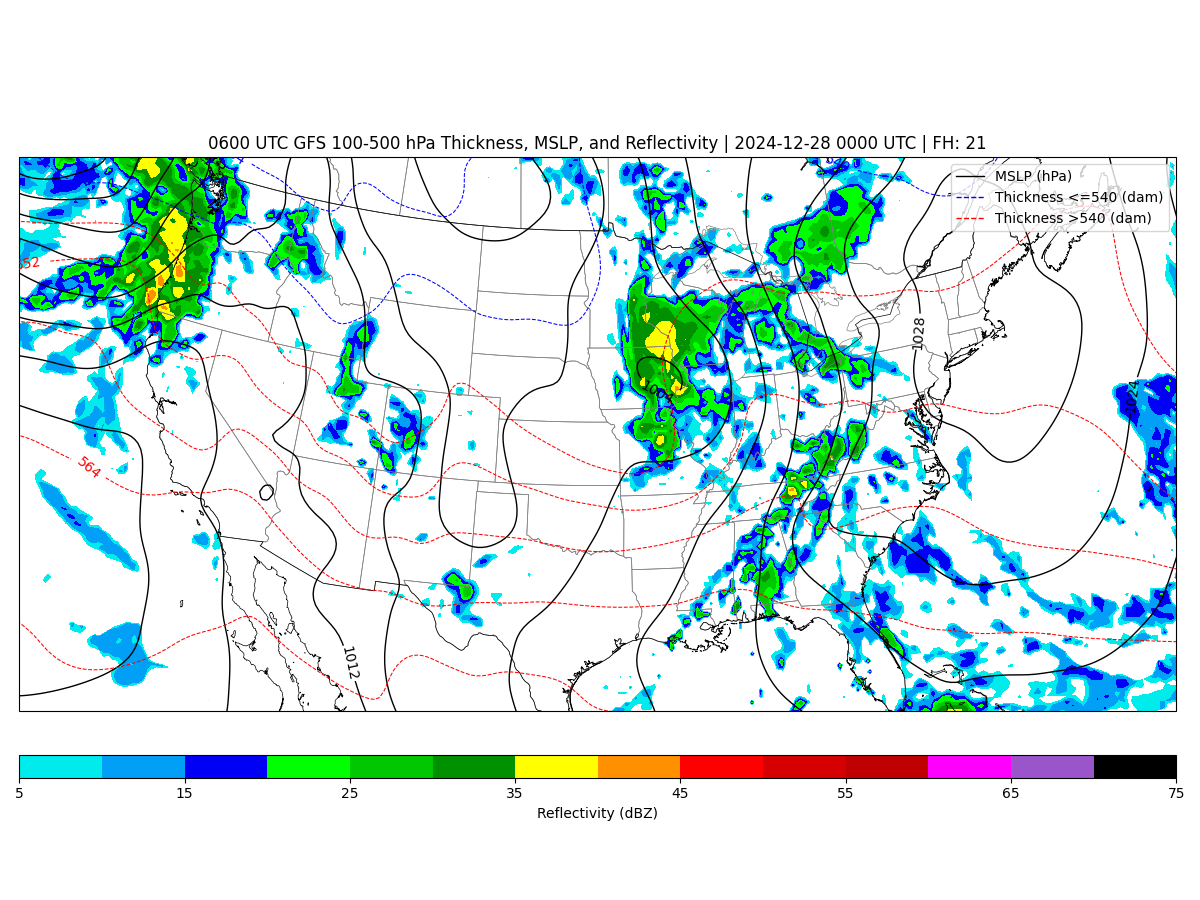 0600 UTC GFS 100-500 hPa Thickness, MSLP, and Reflectivity | 2024-12-28 0000 UTC | FH: 21
MSLP (hPa)
Thickness <=540 (dam)
Thickness >540 (dam)
1028
1024
564
1012
5 15 25 35 45 55 65 75
Reflectivity (dBZ)